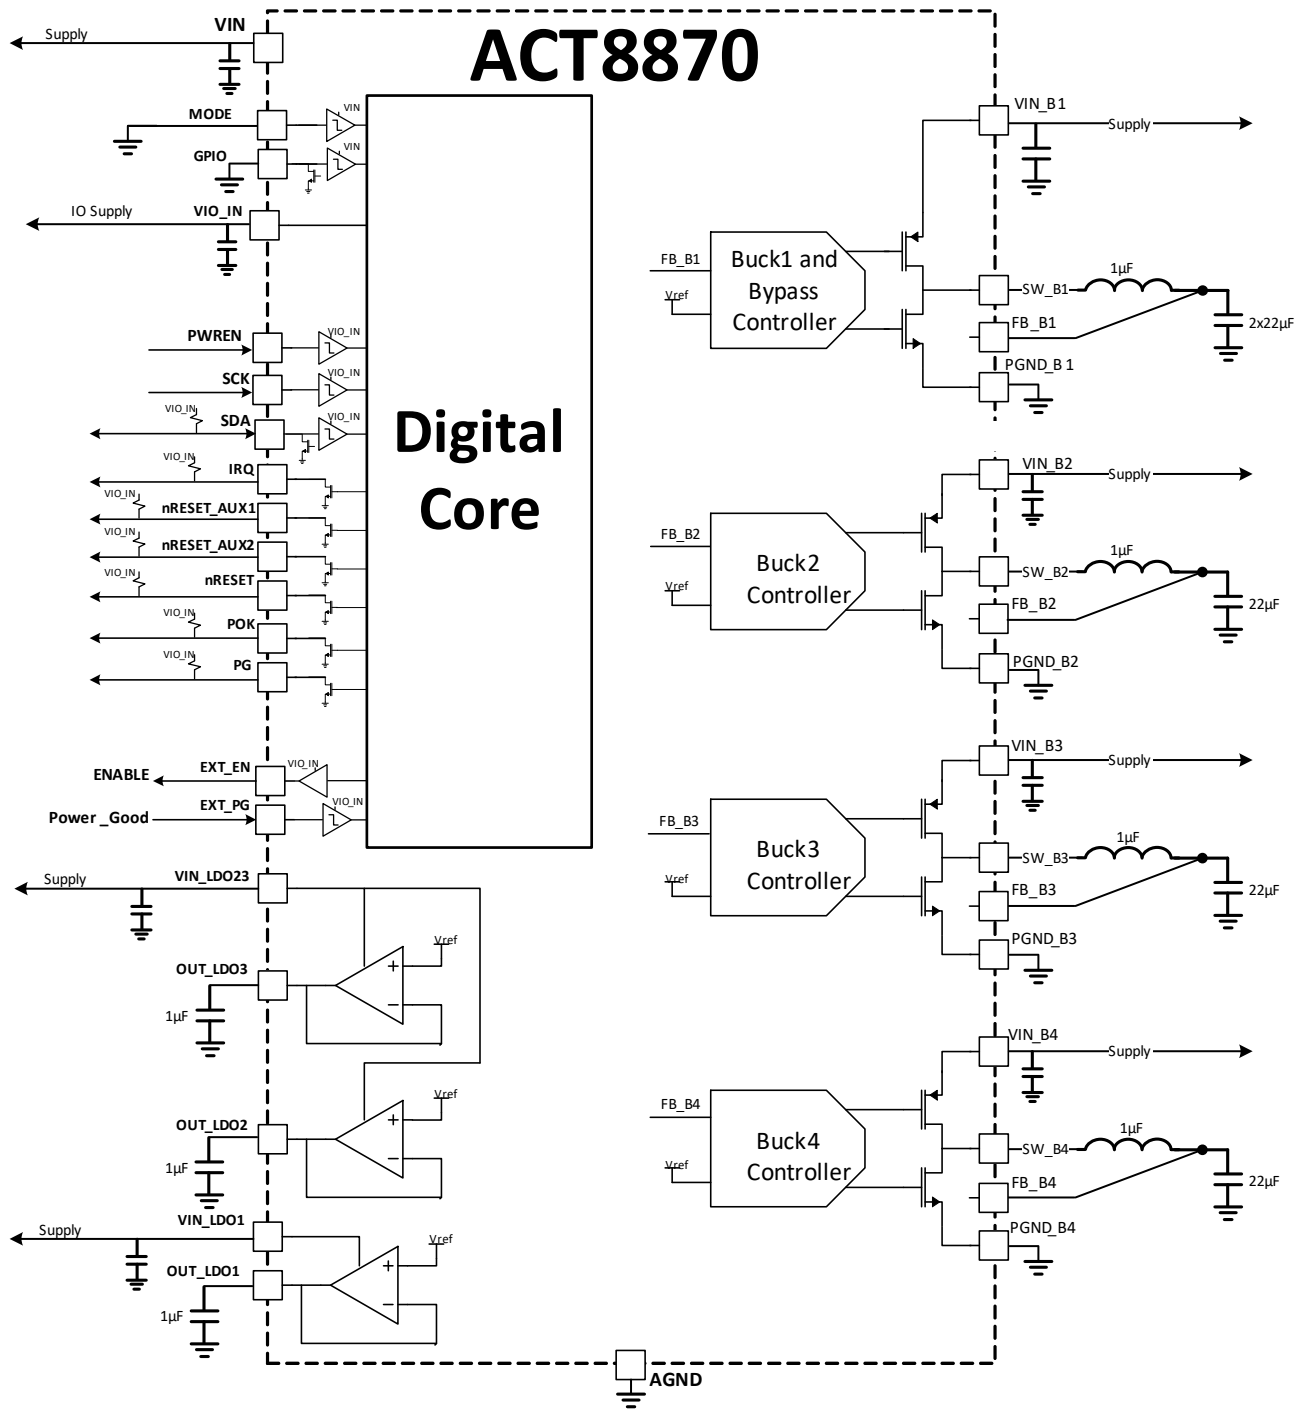 ACT8870
VIN
Supply
MODE
VIN
GPIO
VIN
IO Supply
VIO_IN
PWREN
VIO_IN
SCK
VIO_IN
VIO_IN
SDA
VIO_IN
VIO_IN
IRQ
VIO_IN
nRESET_AUX1
VIO_IN
nRESET_AUX2
VIO_IN
nRESET
VIO_IN
POK
VIO_IN
PG
Digital
Core
ENABLE
EXT_EN
VIO_IN
Power_Good
EXT_PG
VIO_IN
Supply
VIN_LDO23
OUT_LDO3
1µF
Vref
+
−
OUT_LDO2
1µF
Vref
+
−
Supply
VIN_LDO1
OUT_LDO1
1µF
Vref
+
−
AGND
VIN_B1
Supply
FB_B1
Vref
Buck1 and
Bypass
Controller
SW_B1
1µF
FB_B1
2x22µF
PGND_B1
VIN_B2
Supply
FB_B2
Vref
Buck2
Controller
SW_B2
1µF
FB_B2
22µF
PGND_B2
VIN_B3
Supply
FB_B3
Vref
Buck3
Controller
SW_B3
1µF
FB_B3
22µF
PGND_B3
VIN_B4
Supply
FB_B4
Vref
Buck4
Controller
SW_B4
1µF
FB_B4
22µF
PGND_B4